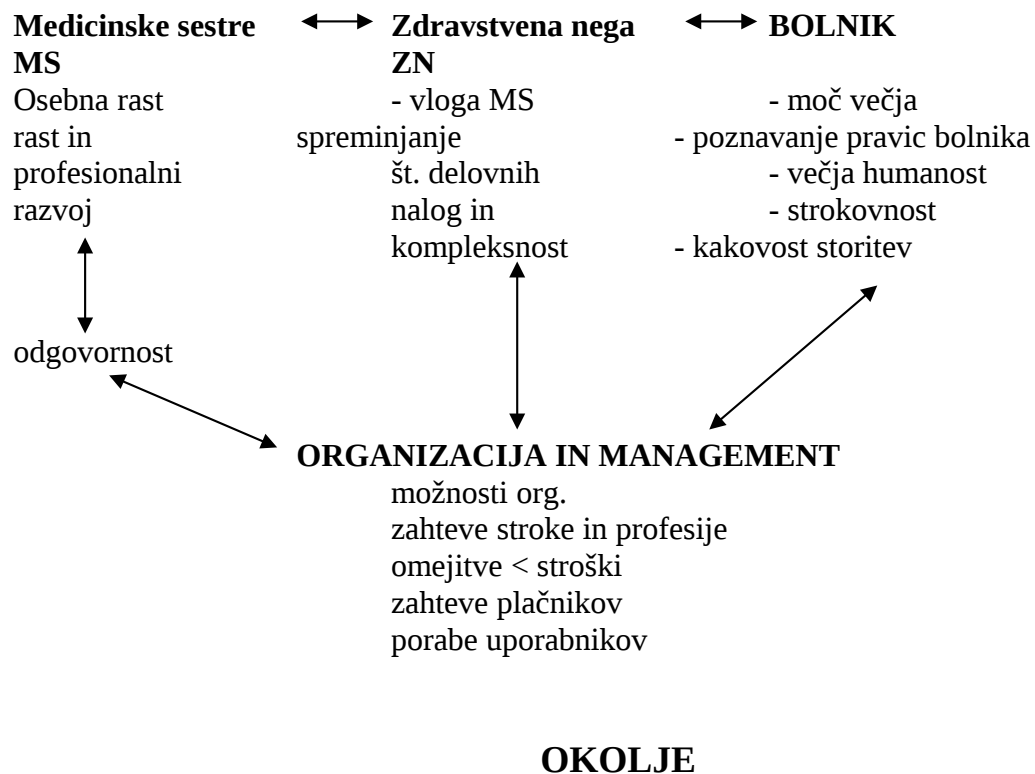 Medicinske sestre Zdravstvena nega BOLNIK
MS ZN
Osebna rast - vloga MS - moč večja
rast in spreminjanje - poznavanje pravic bolnika
profesionalni št. delovnih - večja humanost
razvoj nalog in - strokovnost
kompleksnost - kakovost storitev
odgovornost
ORGANIZACIJA IN MANAGEMENT
možnosti org.
zahteve stroke in profesije
omejitve < stroški
zahteve plačnikov
porabe uporabnikov
OKOLJE